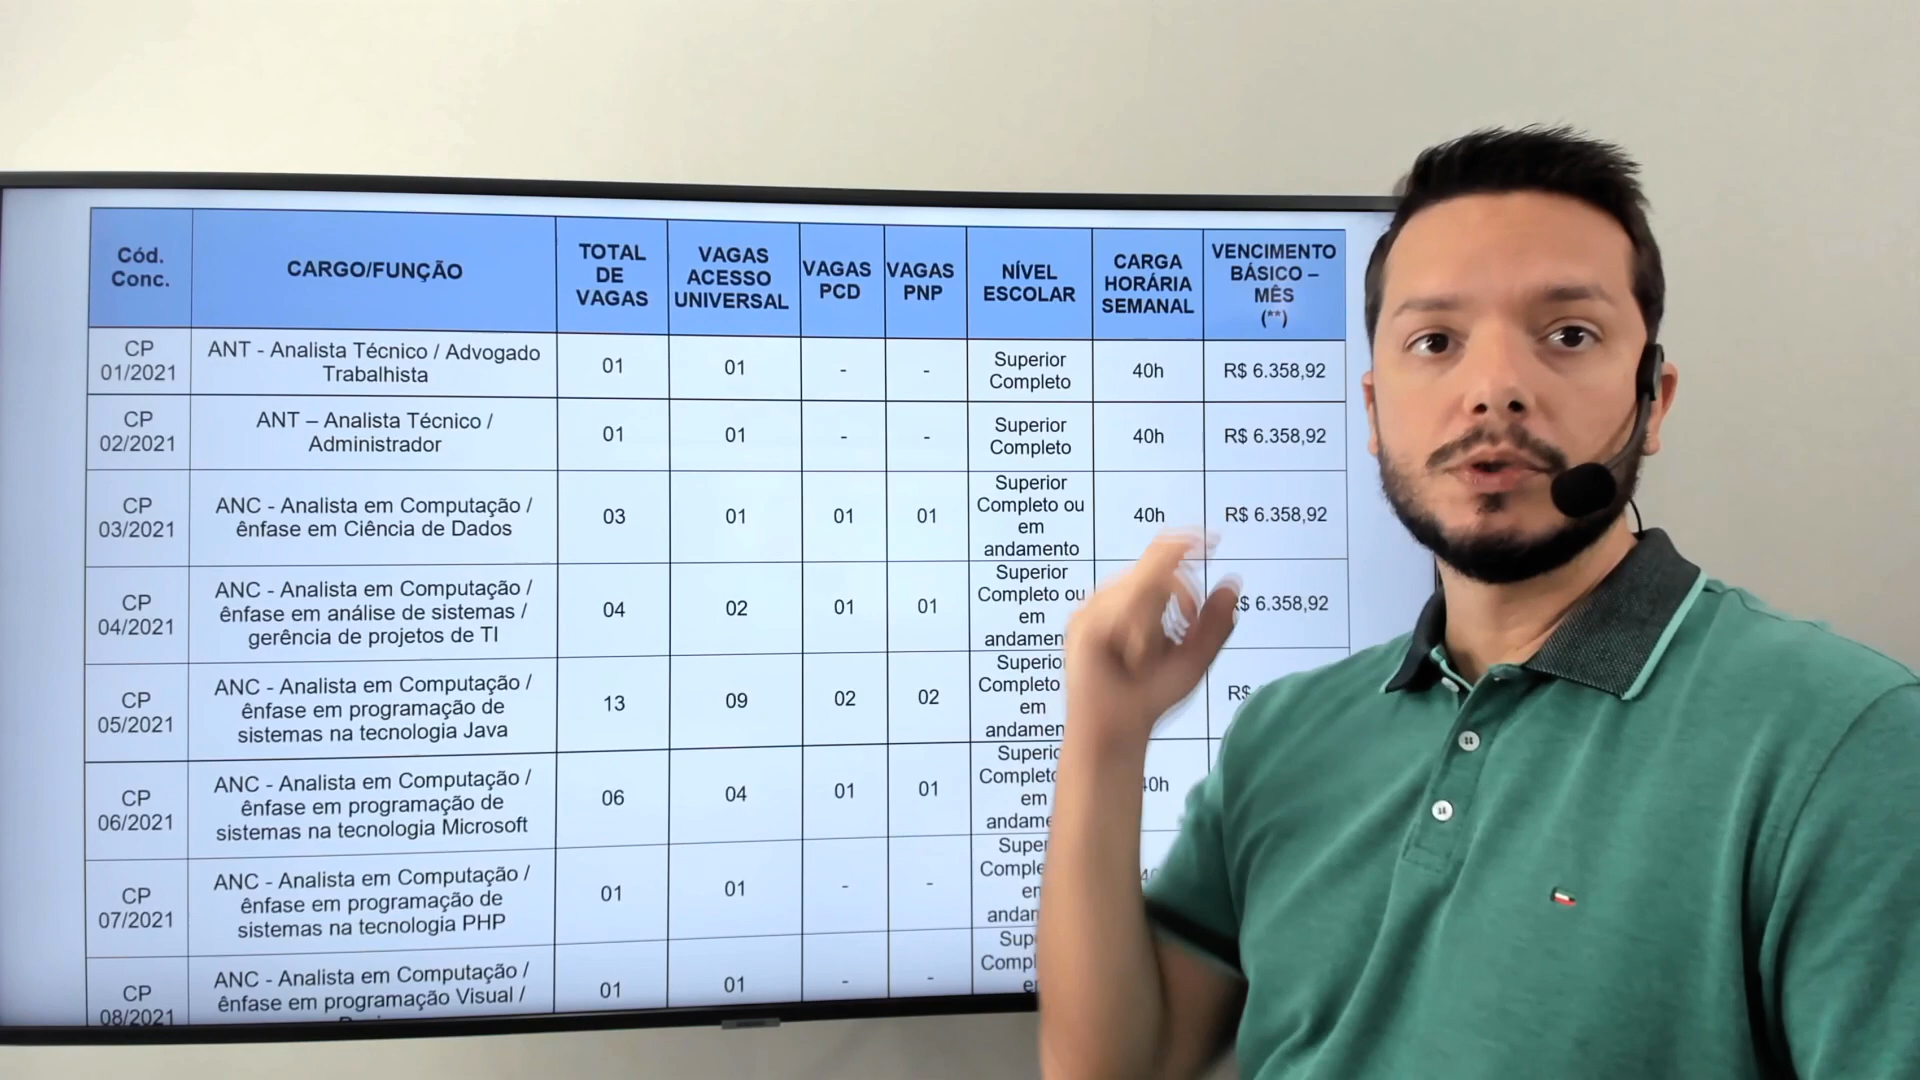 Cód.
Conc.
CARGO/FUNÇÃO
TOTAL
DE
VAGAS
VAGAS
ACESSO
UNIVERSAL
VAGAS
PCD
VAGAS
PNP
NÍVEL
ESCOLAR
CARGA
HORÁRIA
SEMANAL
VENCIMENTO
BÁSICO –
MÊS
(**)
CP
01/2021
ANT - Analista Técnico / Advogado
Trabalhista
01
01
-
-
Superior
Completo
40h
R$ 6.358,92
CP
02/2021
ANT – Analista Técnico /
Administrador
01
01
-
-
Superior
Completo
40h
R$ 6.358,92
CP
03/2021
ANC - Analista em Computação /
ênfase em Ciência de Dados
03
01
01
01
Superior
Completo ou
em
andamento
40h
R$ 6.358,92
CP
04/2021
ANC - Analista em Computação /
ênfase em análise de sistemas /
gerência de projetos de TI
04
02
01
01
Superior
Completo ou
em
R$ 6.358,92
CP
05/2021
ANC - Analista em Computação /
ênfase em programação de
sistemas na tecnologia Java
13
09
02
02
Completo
em
R$
CP
06/2021
ANC - Analista em Computação /
ênfase em programação de
sistemas na tecnologia Microsoft
06
04
01
01
em
40h
CP
07/2021
ANC - Analista em Computação /
ênfase em programação de
sistemas na tecnologia PHP
01
01
-
-
CP
08/2021
ANC - Analista em Computação /
ênfase em programação Visual /
01
01
-
-